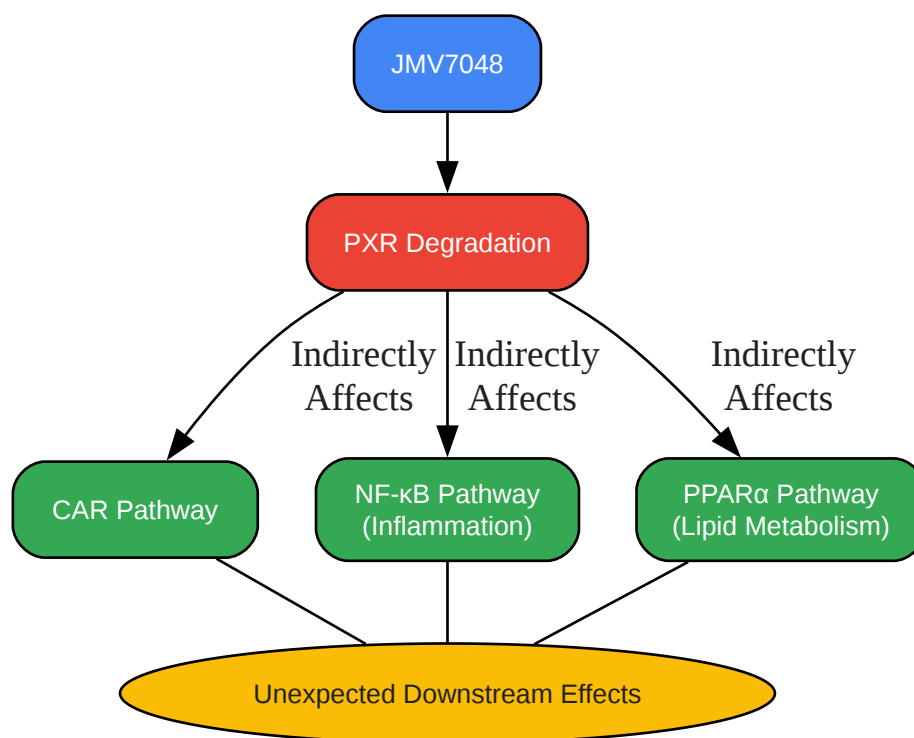 JMV7048
PXR Degradation
Indirectly
Affects
Indirectly
Affects
Indirectly
Affects
CAR Pathway
NF-κB Pathway
(Inflammation)
PPARα Pathway
(Lipid Metabolism)
Unexpected Downstream Effects